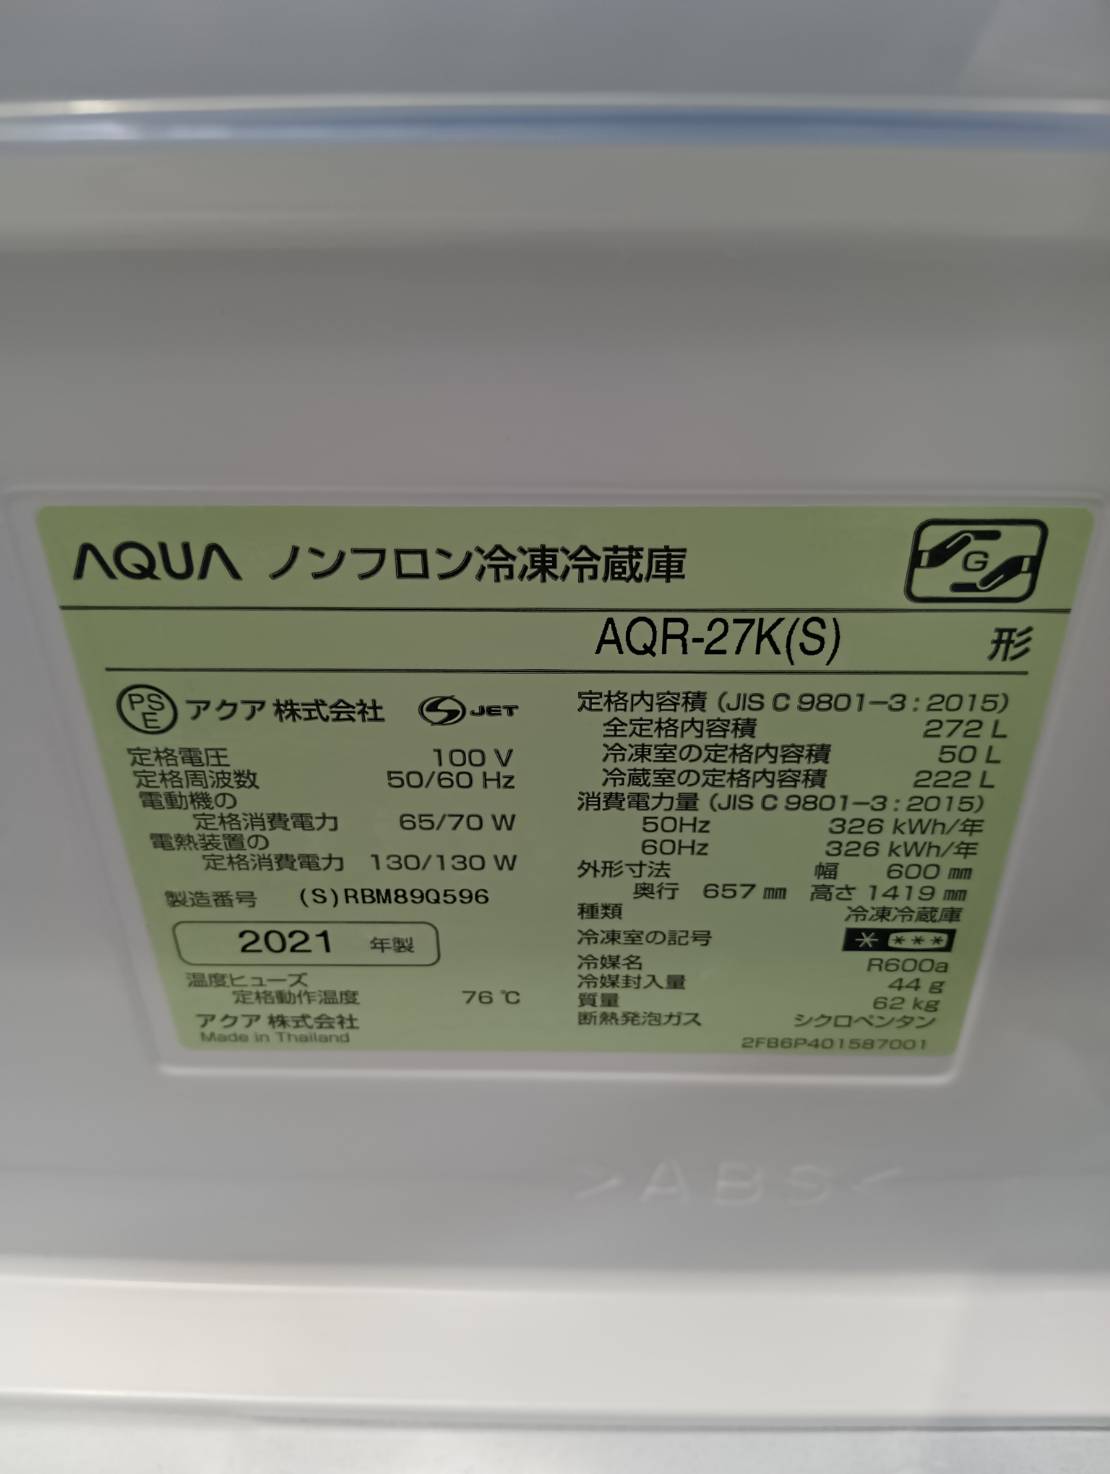 AQUA ノンフロン冷凍冷蔵庫
G
AQR-27K(S) 形
PS
E
アクア 株式会社
S JET
定格電圧 100 V
定格周波数 50/60 Hz
電動機の
定格消費電力 65/70 W
電熱装置の
定格消費電力 130/130 W
製造番号 (S)RBM89Q596
2021 年製
温度ヒューズ
定格動作温度 76 ℃
アクア 株式会社
Made in Thailand
定格内容積 (JIS C 9801-3 : 2015)
全定格内容積 272 L
冷凍室の定格内容積 50 L
冷蔵室の定格内容積 222 L
消費電力量 (JIS C 9801-3 : 2015)
50Hz 326 kWh/年
60Hz 326 kWh/年
外形寸法 幅 600 ㎜
奥行 657 ㎜ 高さ 1419 ㎜
種類 冷凍冷蔵庫
冷凍室の記号 * ***
冷媒名 R600a
冷媒封入量 44 g
質量 62 kg
断熱発泡ガス シクロペンタン
2FB6P401587001
>ABS<